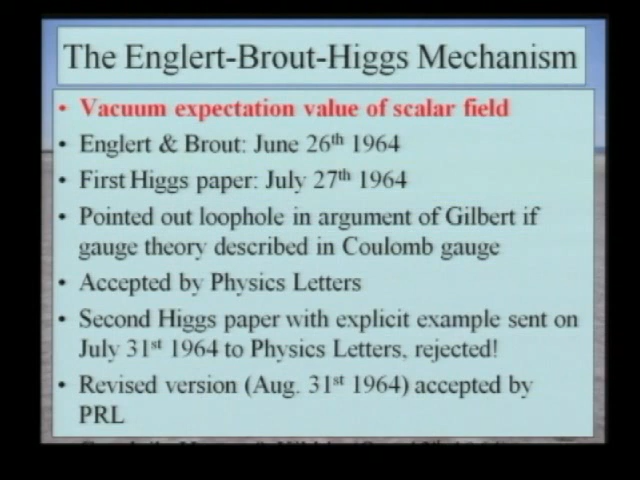 The Englert-Brout-Higgs Mechanism
• Vacuum expectation value of scalar field
• Englert & Brout: June 26th 1964
• First Higgs paper: July 27th 1964
• Pointed out loophole in argument of Gilbert if
gauge theory described in Coulomb gauge
• Accepted by Physics Letters
• Second Higgs paper with explicit example sent on
July 31st 1964 to Physics Letters, rejected!
• Revised version (Aug. 31st 1964) accepted by
PRL